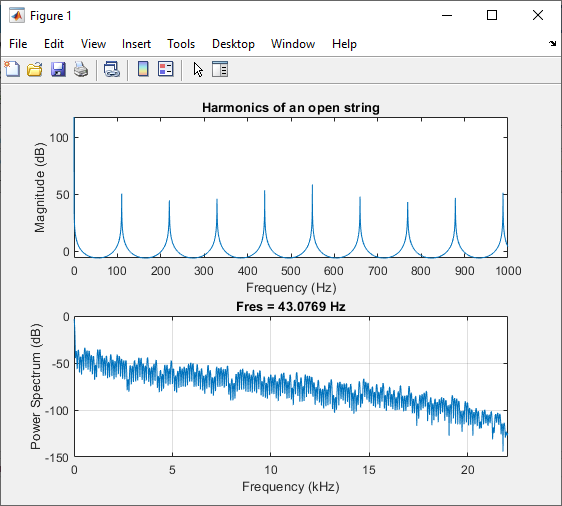 Figure 1
File Edit View Insert Tools Desktop Window Help
Harmonics of an open string
Magnitude (dB)
100
50
0
0 100 200 300 400 500 600 700 800 900 1000
Frequency (Hz)
Fres = 43.0769 Hz
Power Spectrum (dB)
0
-50
-100
-150
0 5 10 15 20
Frequency (kHz)